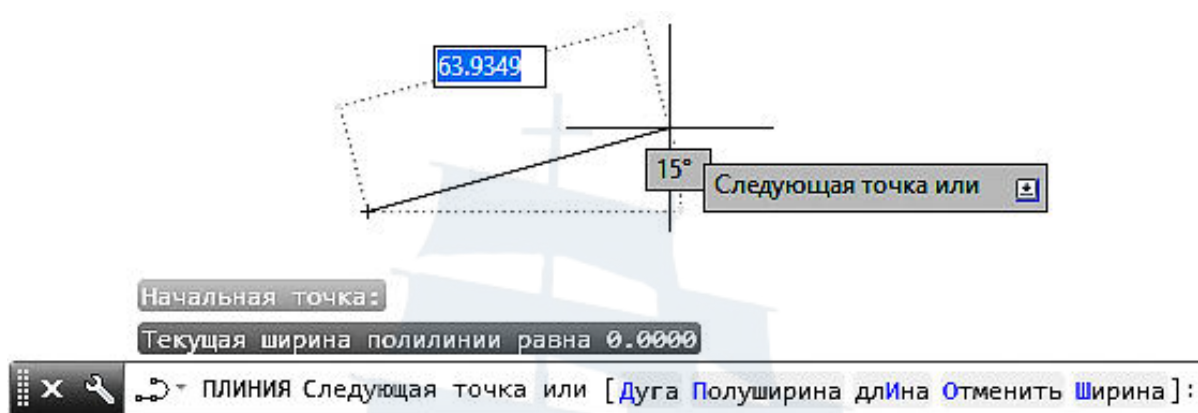 63.9349
15°
Следующая точка или
Начальная точка:
Текущая ширина полилинии равна 0.0000
ПЛИНИЯ Следующая точка или [Дуга Полуширина длИна Отменить Ширина]: